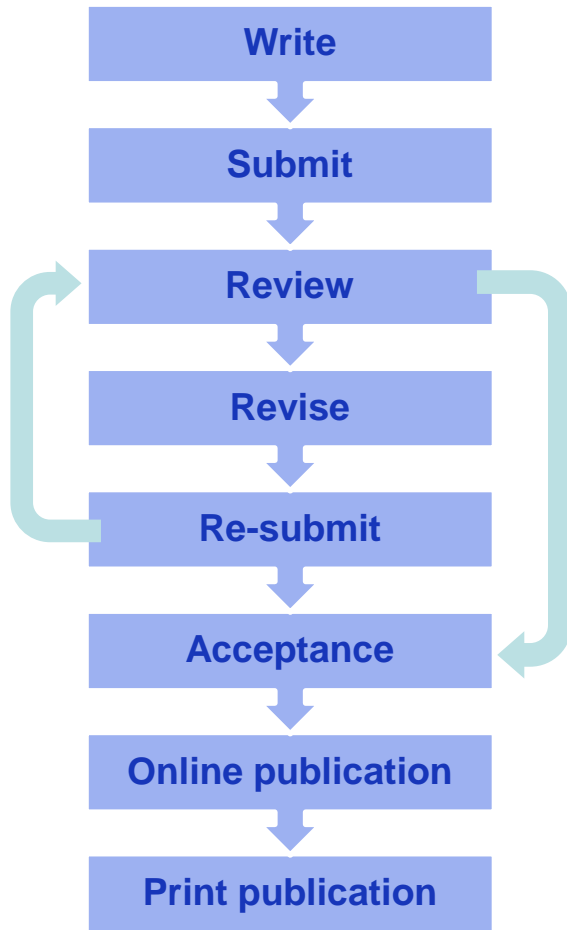 Write
Submit
Review
Revise
Re-submit
Acceptance
Online publication
Print publication